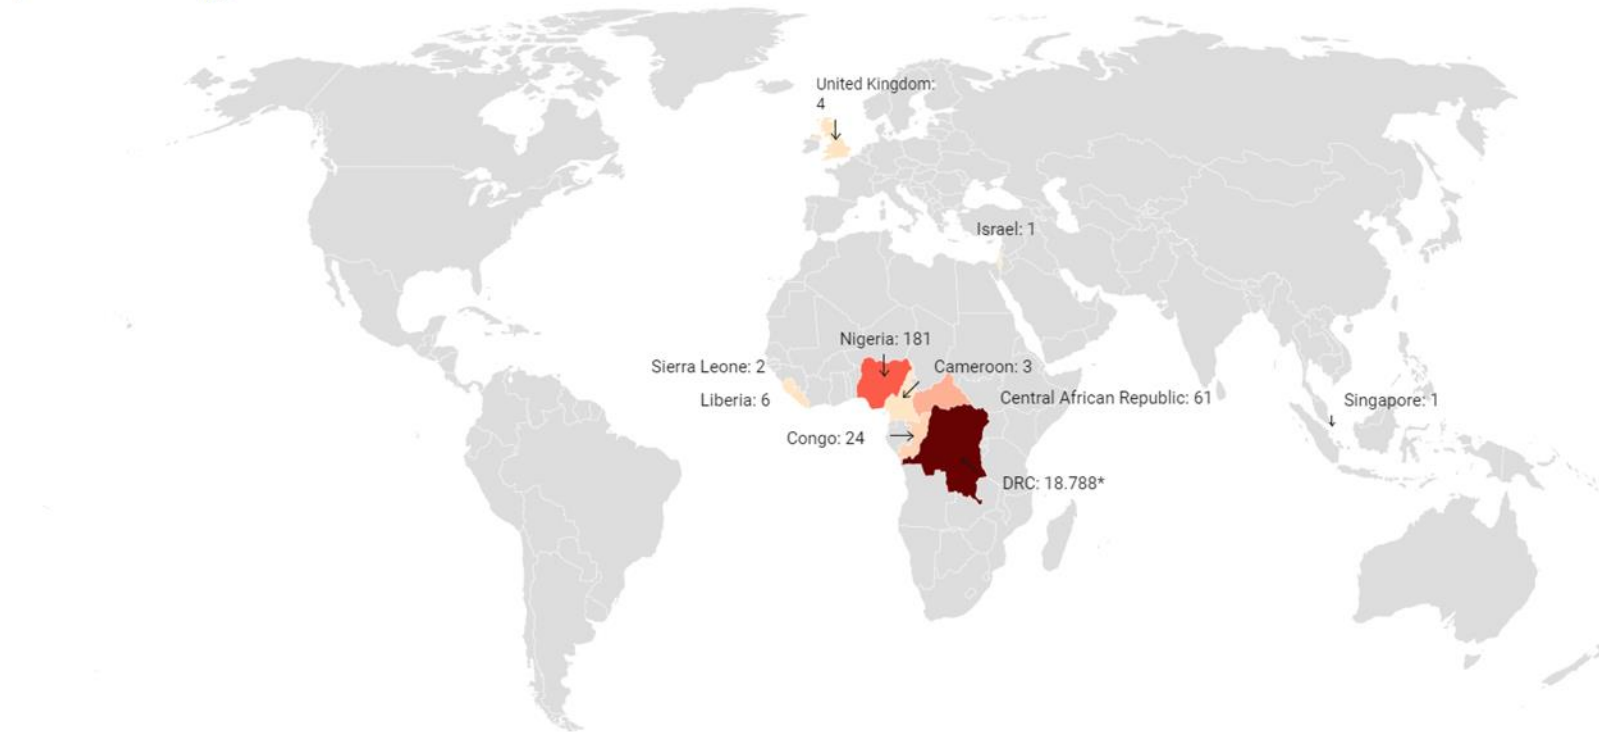 United Kingdom:
4
Israel: 1
Nigeria: 181
Sierra Leone: 2
Cameroon: 3
Liberia: 6
Central African Republic: 61
Singapore: 1
Congo: 24
DRC: 18.788*